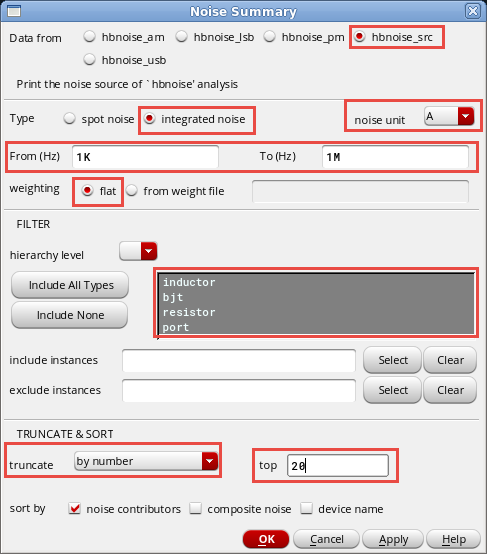 Noise Summary
Data from hbnoise_am hbnoise_lsb hbnoise_pm hbnoise_src
hbnoise_usb
Print the noise source of `hbnoise' analysis
Type spot noise integrated noise noise unit A
From (Hz) 1K To (Hz) 1M
weighting flat from weight file
FILTER
hierarchy level
Include All Types
Include None
inductor
bjt
resistor
port
include instances Select Clear
exclude instances Select Clear
TRUNCATE & SORT
truncate by number top 20
sort by noise contributors composite noise device name
OK Cancel Apply Help